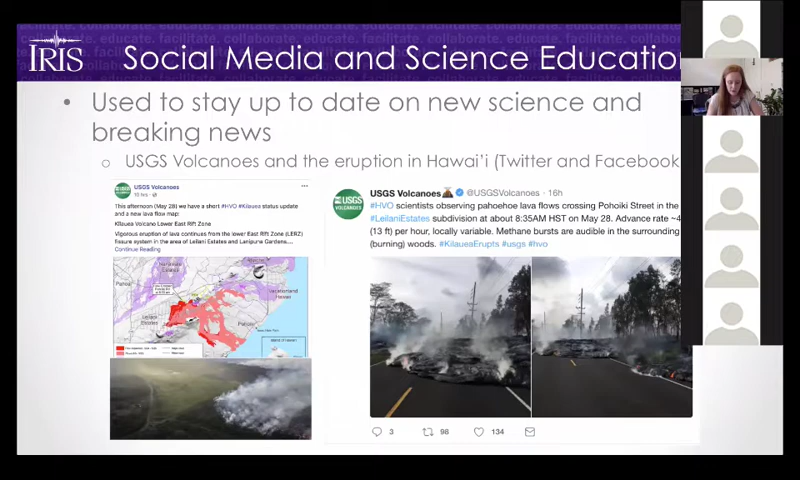 IRIS
Social Media and Science Educatio
• Used to stay up to date on new science and
breaking news
o USGS Volcanoes and the eruption in Hawai'i (Twitter and Facebook
USGS Volcanoes
10 hrs
This afternoon (May 28) we have a short #HVO #Kilauea status update
and a new lava flow map:
Kīlauea Volcano Lower East Rift Zone
Vigorous eruption of lava continues from the lower East Rift Zone (LERZ)
fissure system in the area of Leilani Estates and Lanipuna Gardens....
Continue Reading
Leilani
Estates
USGS Volcanoes @USGSVolcanoes · 16h
#HVO scientists observing pahoehoe lava flows crossing Pohoiki Street in the
#LeilaniEstates subdivision at about 8:35AM HST on May 28. Advance rate ~4
(13 ft) per hour, locally variable. Methane bursts are audible in the surrounding
(burning) woods. #KilaueaErupts #usgs #hvo
3 98 134